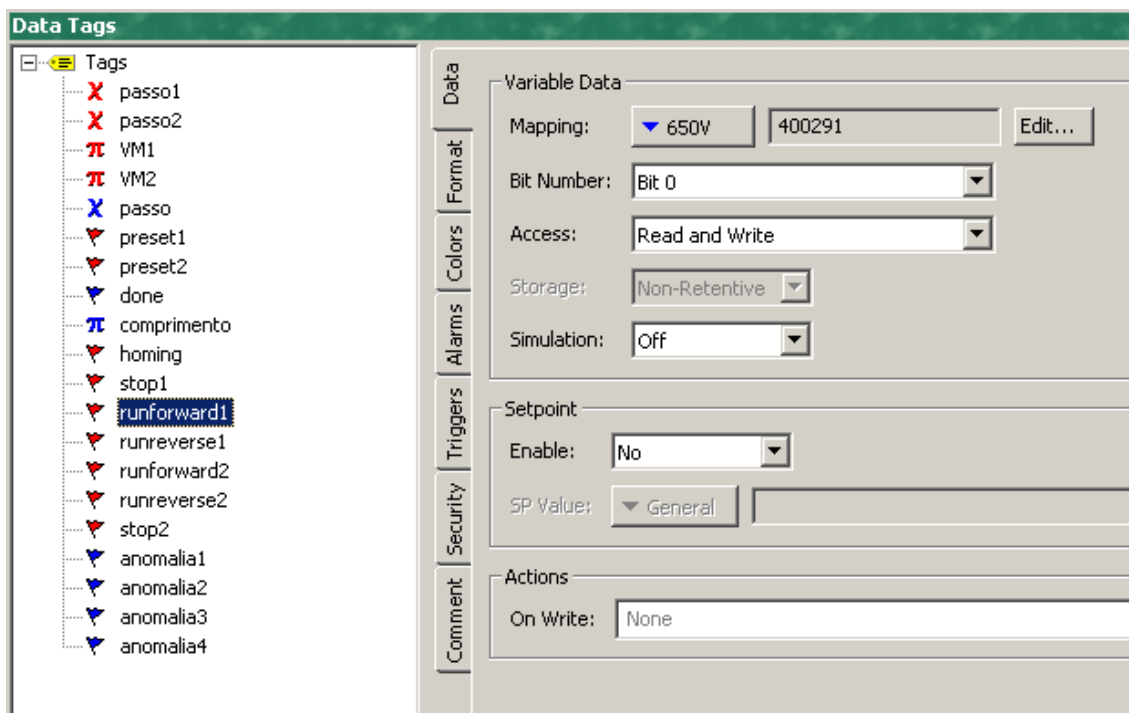 Data Tags
Tags
passo1
passo2
VM1
VM2
passo
preset1
preset2
done
comprimento
homing
stop1
runforward1
runreverse1
runforward2
runreverse2
stop2
anomalia1
anomalia2
anomalia3
anomalia4
Data
Format
Colors
Alarms
Triggers
Security
Comment
Variable Data
Mapping: 650V 400291 Edit...
Bit Number: Bit 0
Access: Read and Write
Storage: Non-Retentive
Simulation: Off
Setpoint
Enable: No
SP Value: General
Actions
On Write: None